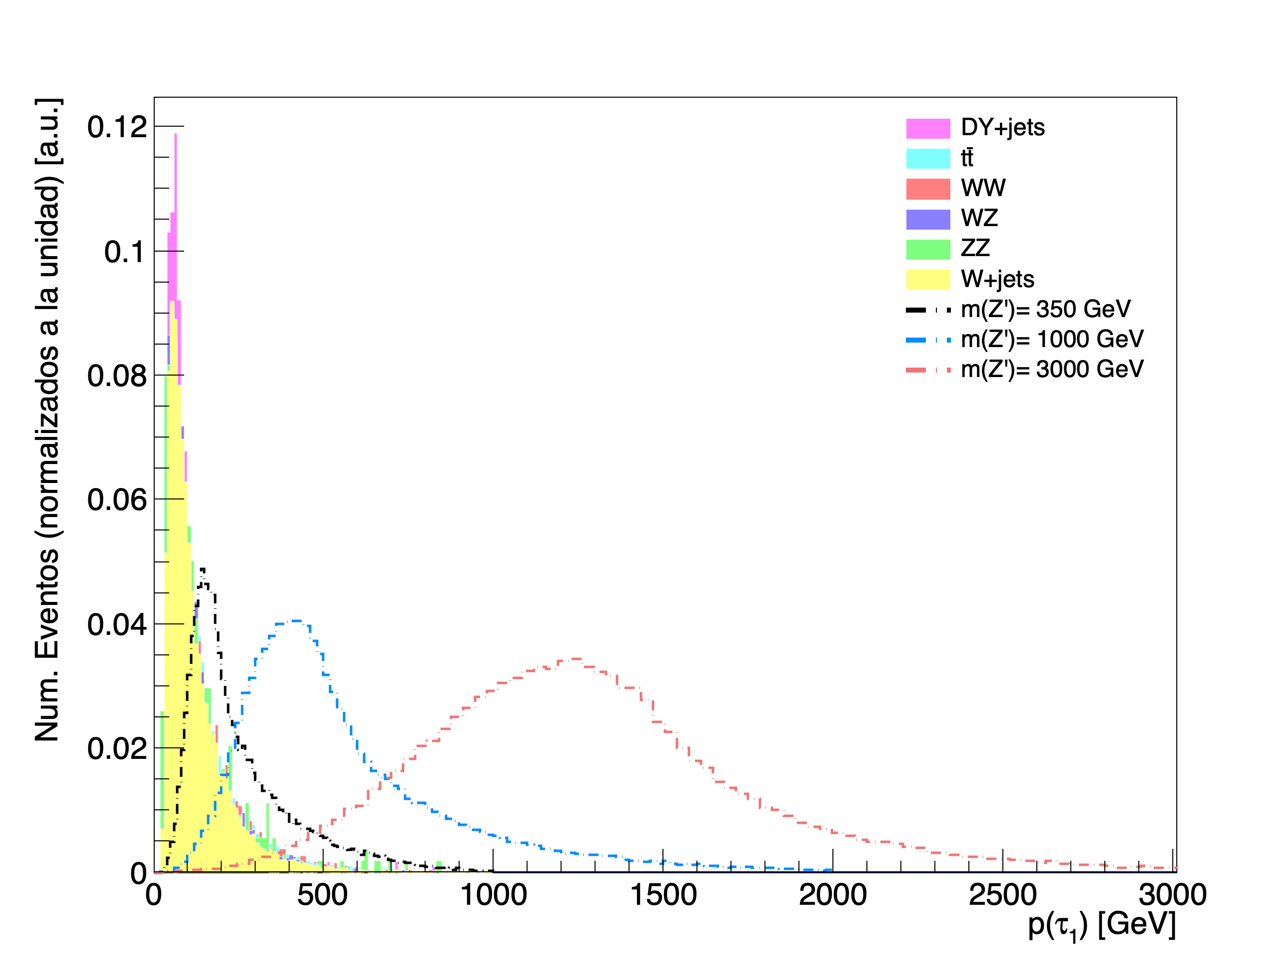 Num. Eventos (normalizados a la unidad) [a.u.]
0.12
0.1
0.08
0.06
0.04
0.02
0
DY+jets
tt̄
WW
WZ
ZZ
W+jets
m(Z')= 350 GeV
m(Z')= 1000 GeV
m(Z')= 3000 GeV
0 500 1000 1500 2000 2500 3000
p(τ₁) [GeV]